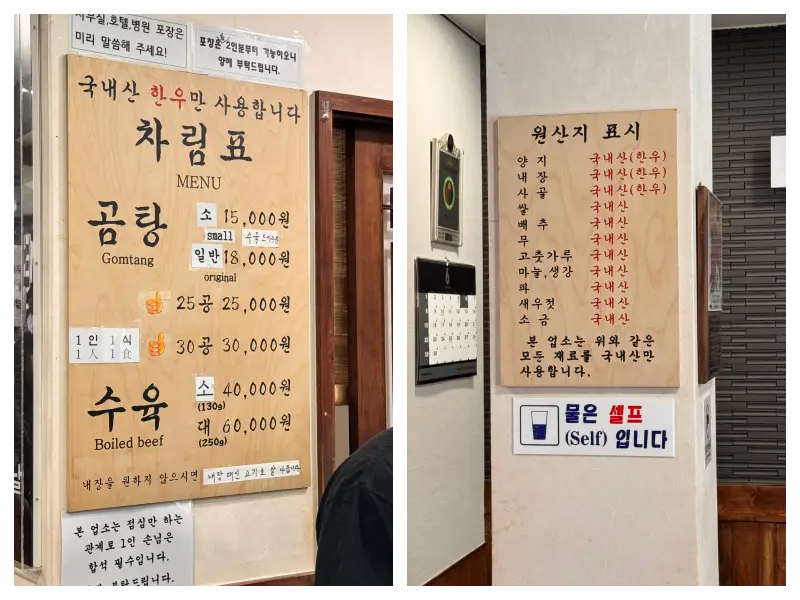 사무실,호텔,병원 포장은
미리 말씀해 주세요!
포장은 2인분부터 가능하오니
양해 부탁드립니다.
국내산 한우만 사용합니다
차림표
MENU
곰탕
Gomtang
소 15,000원
small
일반 18,000원
original
25공 25,000원
1인 1식
1人 1食
30공 30,000원
수육
Boiled beef
소 40,000원
(130g)
대 60,000원
(250g)
내장을 원하지 않으시면
본 업소는 점심만 하는
관계로 1인 손님은
합석 필수입니다.
부탁드립니다.
원산지 표시
양지 국내산(한우)
내장 국내산(한우)
사골 국내산(한우)
쌀 국내산
배추 국내산
무 국내산
고춧가루 국내산
마늘,생강 국내산
파 국내산
새우젓 국내산
소금 국내산
본 업소는 위와 같은
모든 재료를 국내산만
사용합니다.
물은 셀프
(Self) 입니다